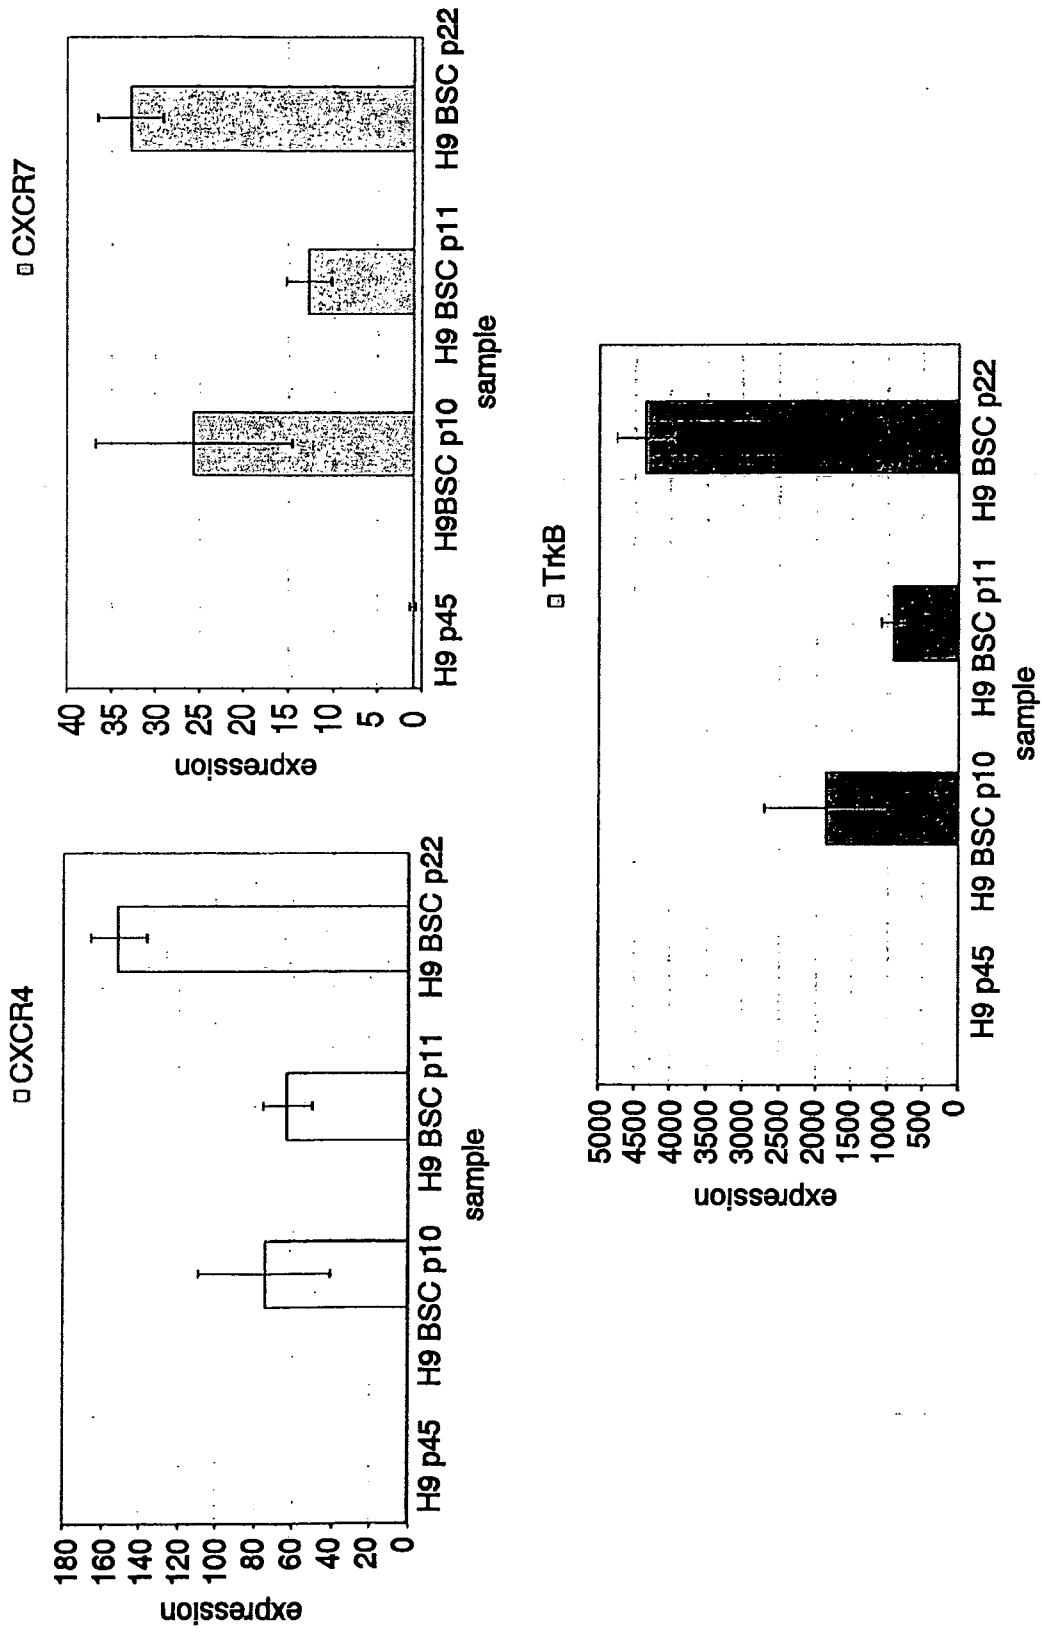 CXCR4
expression
180
160
140
120
100
80
60
40
20
0
H9 p45 H9 BSC p10 H9 BSC p11 H9 BSC p22
sample
CXCR7
expression
40
35
30
25
20
15
10
5
0
H9 p45 H9BSC p10 H9 BSC p11 H9 BSC p22
sample
TrkB
expression
5000
4500
4000
3500
3000
2500
2000
1500
1000
500
0
H9 p45 H9 BSC p10 H9 BSC p11 H9 BSC p22
sample